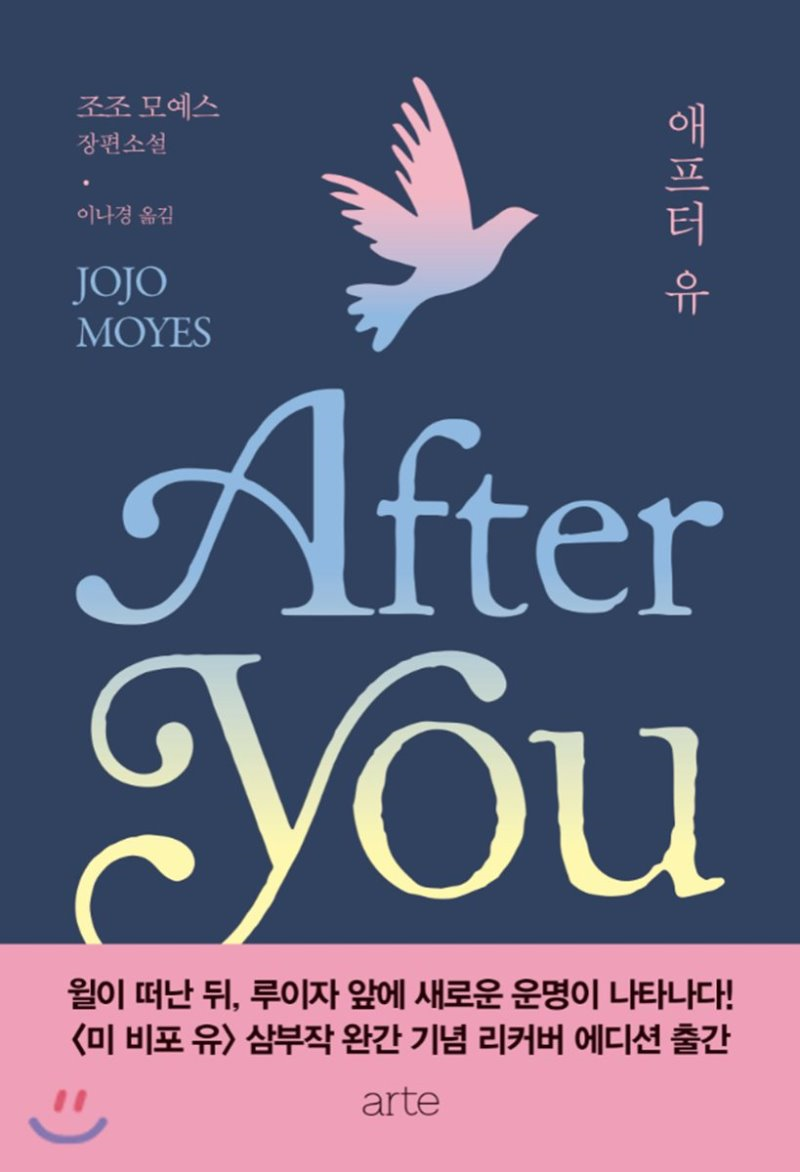 조조 모예스
장편소설
·
이나경 옮김
JOJO
MOYES
애프터 유
After
you
윌이 떠난 뒤, 루이자 앞에 새로운 운명이 나타나다!
〈미 비포 유〉 삼부작 완간 기념 리커버 에디션 출간
arte